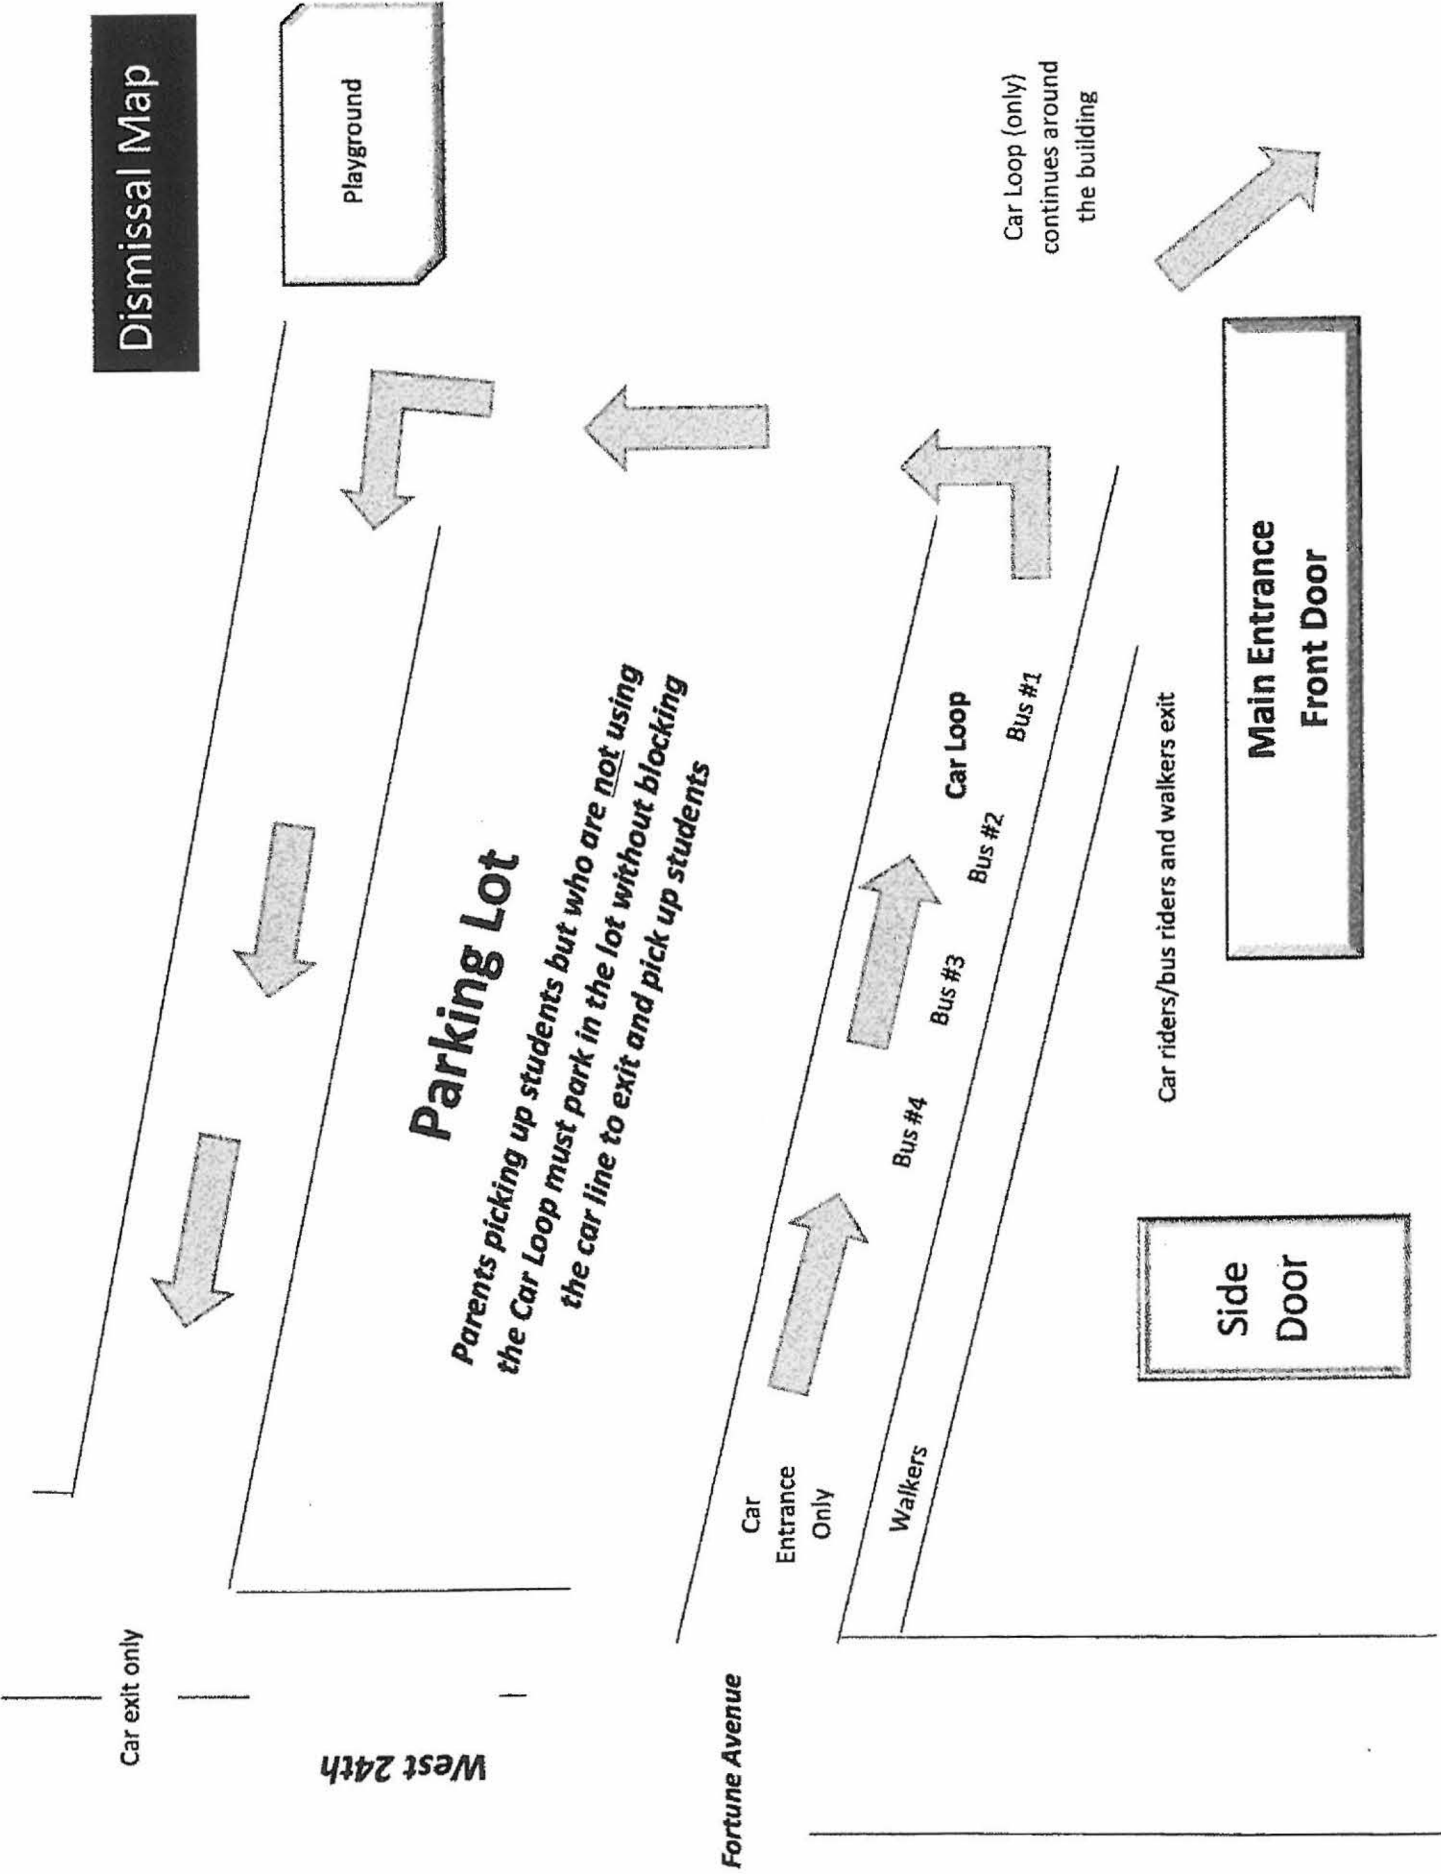 Dismissal Map
Playground
Car exit only
West 24th
Parking Lot
Parents picking up students but who are not using
the Car Loop must park in the lot without blocking
the car line to exit and pick up students
Fortune Avenue
Car
Entrance
Only
Walkers
Car Loop
Bus #4
Bus #3
Bus #2
Bus #1
Car Loop (only)
continues around
the building
Car riders/bus riders and walkers exit
Side
Door
Main Entrance
Front Door